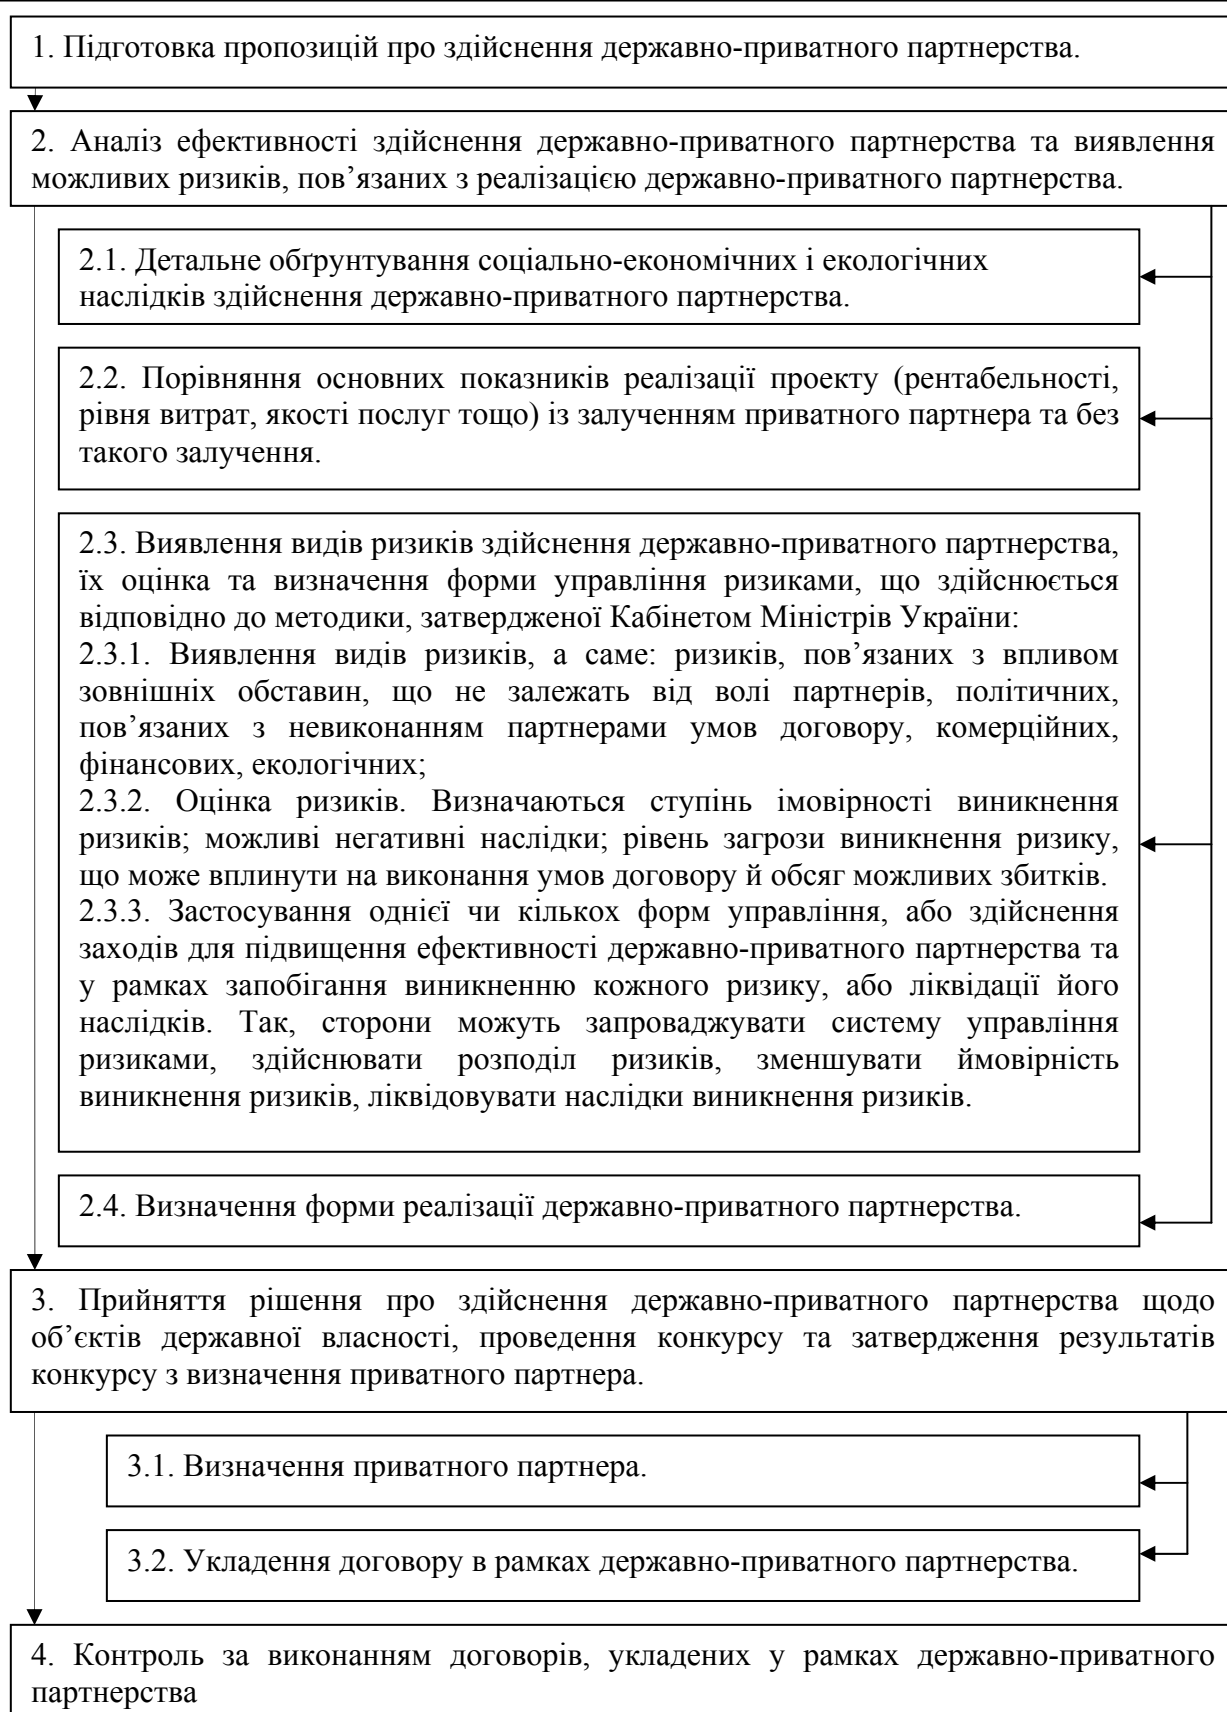 1. Підготовка пропозицій про здійснення державно-приватного партнерства.
2. Аналіз ефективності здійснення державно-приватного партнерства та виявлення
можливих ризиків, пов’язаних з реалізацією державно-приватного партнерства.
2.1. Детальне обґрунтування соціально-економічних і екологічних
наслідків здійснення державно-приватного партнерства.
2.2. Порівняння основних показників реалізації проекту (рентабельності,
рівня витрат, якості послуг тощо) із залученням приватного партнера та без
такого залучення.
2.3. Виявлення видів ризиків здійснення державно-приватного партнерства,
їх оцінка та визначення форми управління ризиками, що здійснюється
відповідно до методики, затвердженої Кабінетом Міністрів України:
2.3.1. Виявлення видів ризиків, а саме: ризиків, пов’язаних з впливом
зовнішніх обставин, що не залежать від волі партнерів, політичних,
пов’язаних з невиконанням партнерами умов договору, комерційних,
фінансових, екологічних;
2.3.2. Оцінка ризиків. Визначаються ступінь імовірності виникнення
ризиків; можливі негативні наслідки; рівень загрози виникнення ризику,
що може вплинути на виконання умов договору й обсяг можливих збитків.
2.3.3. Застосування однієї чи кількох форм управління, або здійснення
заходів для підвищення ефективності державно-приватного партнерства та
у рамках запобігання виникненню кожного ризику, або ліквідації його
наслідків. Так, сторони можуть запроваджувати систему управління
ризиками, здійснювати розподіл ризиків, зменшувати ймовірність
виникнення ризиків, ліквідовувати наслідки виникнення ризиків.
2.4. Визначення форми реалізації державно-приватного партнерства.
3. Прийняття рішення про здійснення державно-приватного партнерства щодо
об’єктів державної власності, проведення конкурсу та затвердження результатів
конкурсу з визначення приватного партнера.
3.1. Визначення приватного партнера.
3.2. Укладення договору в рамках державно-приватного партнерства.
4. Контроль за виконанням договорів, укладених у рамках державно-приватного
партнерства